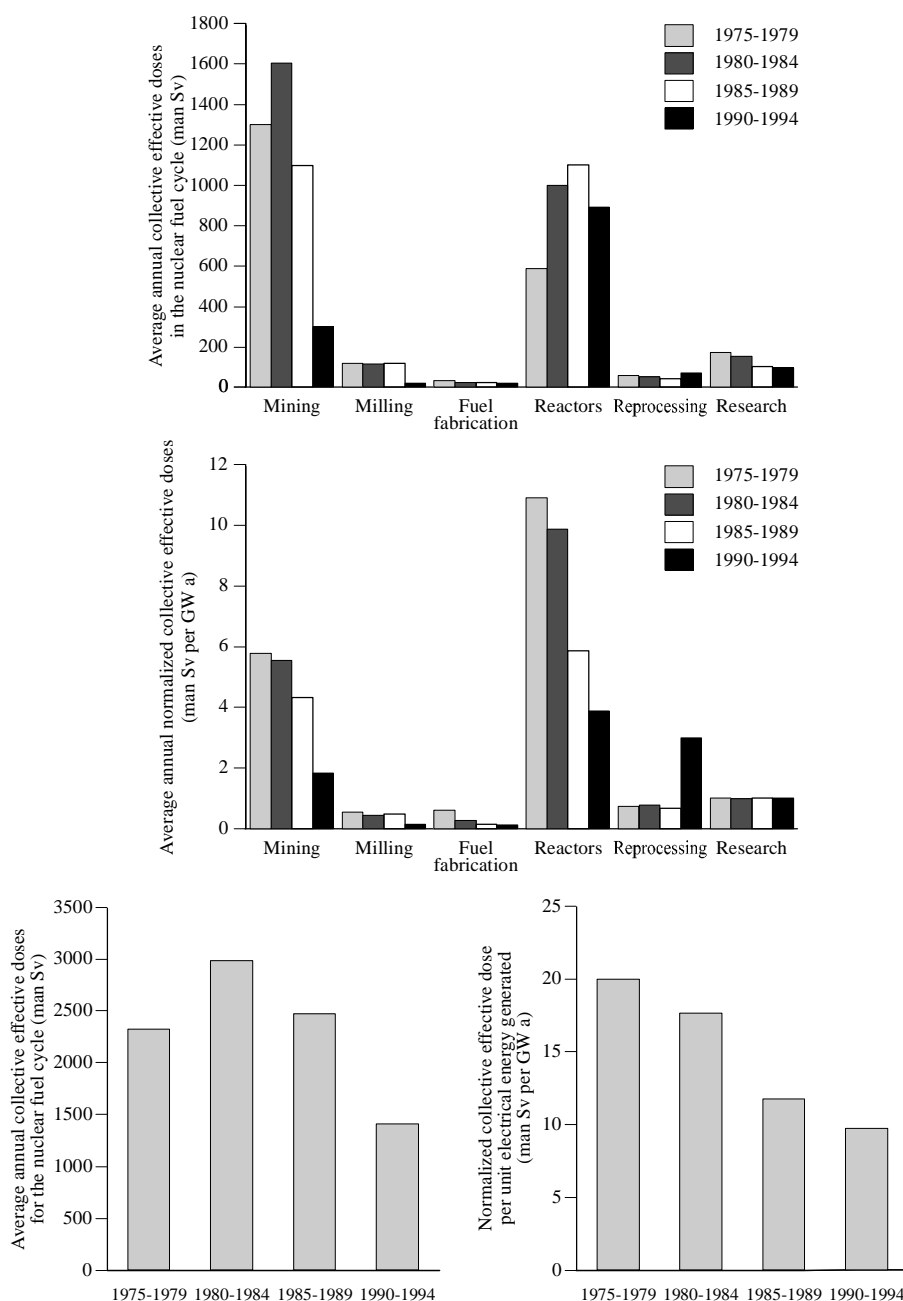 Average annual collective effective doses
in the nuclear fuel cycle (man Sv)
1800
1600
1400
1200
1000
800
600
400
200
0
1975-1979
1980-1984
1985-1989
1990-1994
Mining Milling Fuel Reactors Reprocessing Research
fabrication
Average annual normalized collective effective doses
(man Sv per GW a)
12
10
8
6
4
2
0
1975-1979
1980-1984
1985-1989
1990-1994
Mining Milling Fuel Reactors Reprocessing Research
fabrication
Average annual collective effective doses
for the nuclear fuel cycle (man Sv)
3500
3000
2500
2000
1500
1000
500
0
1975-1979 1980-1984 1985-1989 1990-1994
Normalized collective effective dose
per unit electrical energy generated
(man Sv per GW a)
25
20
15
10
5
0
1975-1979 1980-1984 1985-1989 1990-1994